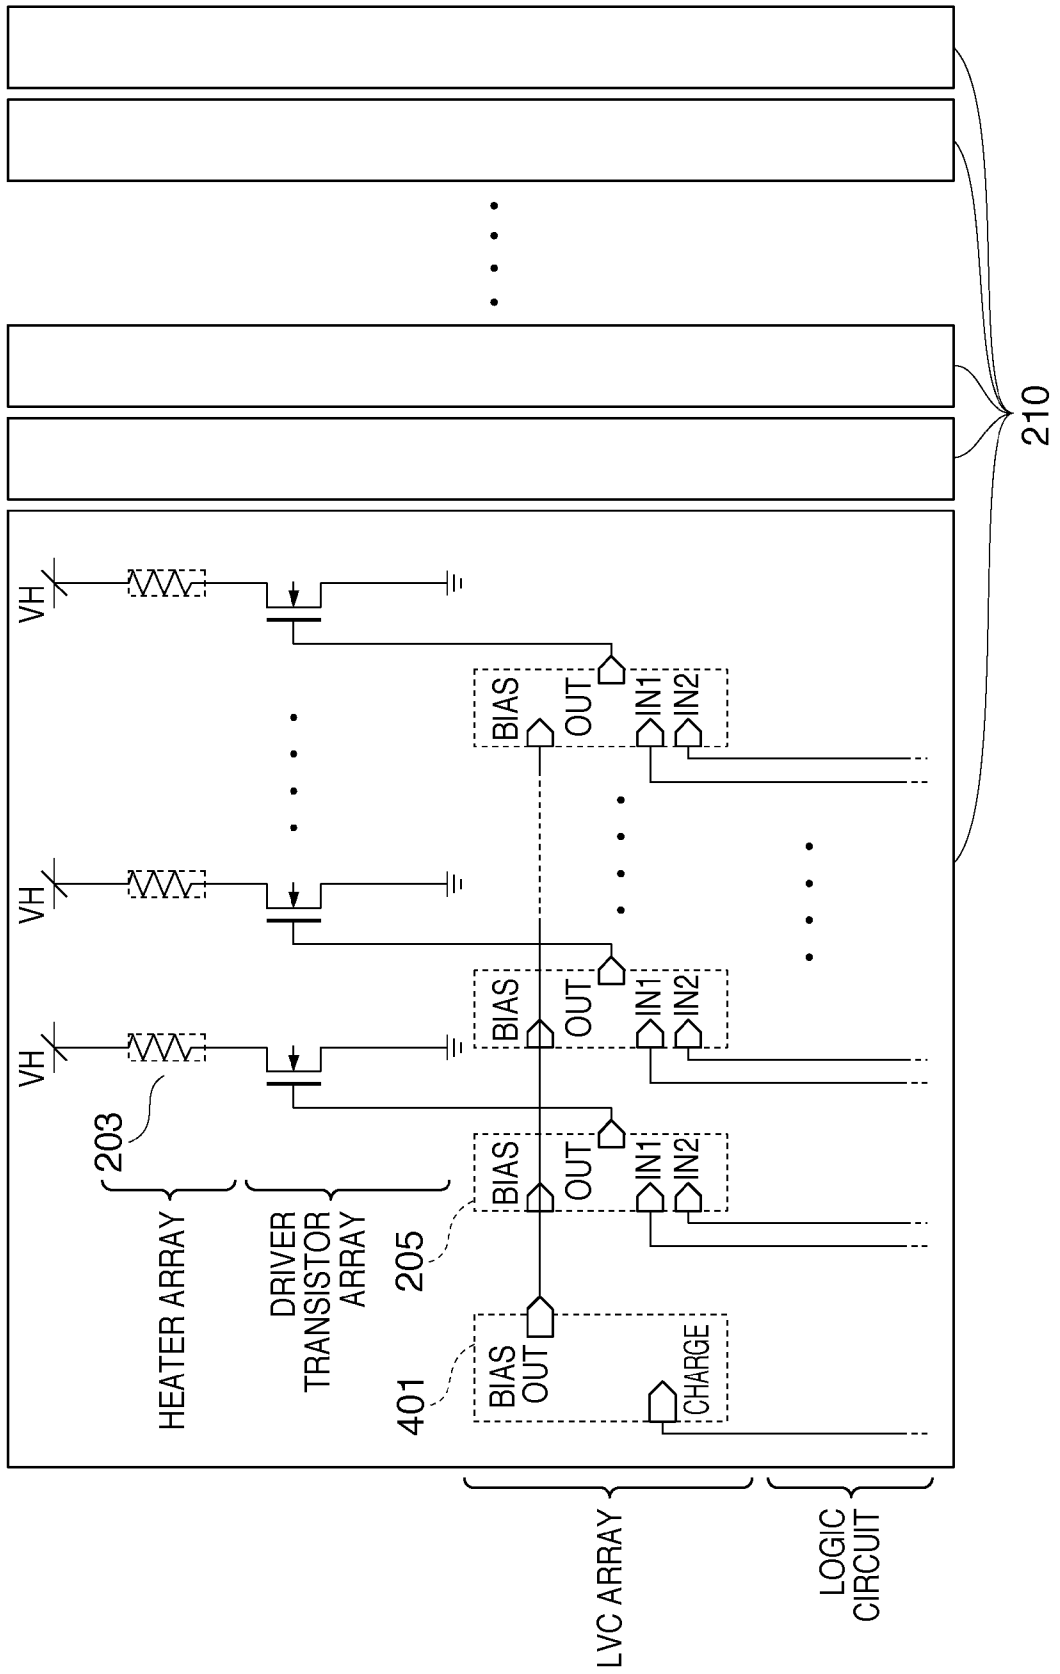 HEATER ARRAY
DRIVER
TRANSISTOR
ARRAY
LVC ARRAY
LOGIC
CIRCUIT
203
VH
VH
VH
401
BIAS
OUT
CHARGE
205
BIAS
OUT
IN1
IN2
BIAS
OUT
IN1
IN2
BIAS
OUT
IN1
IN2
210